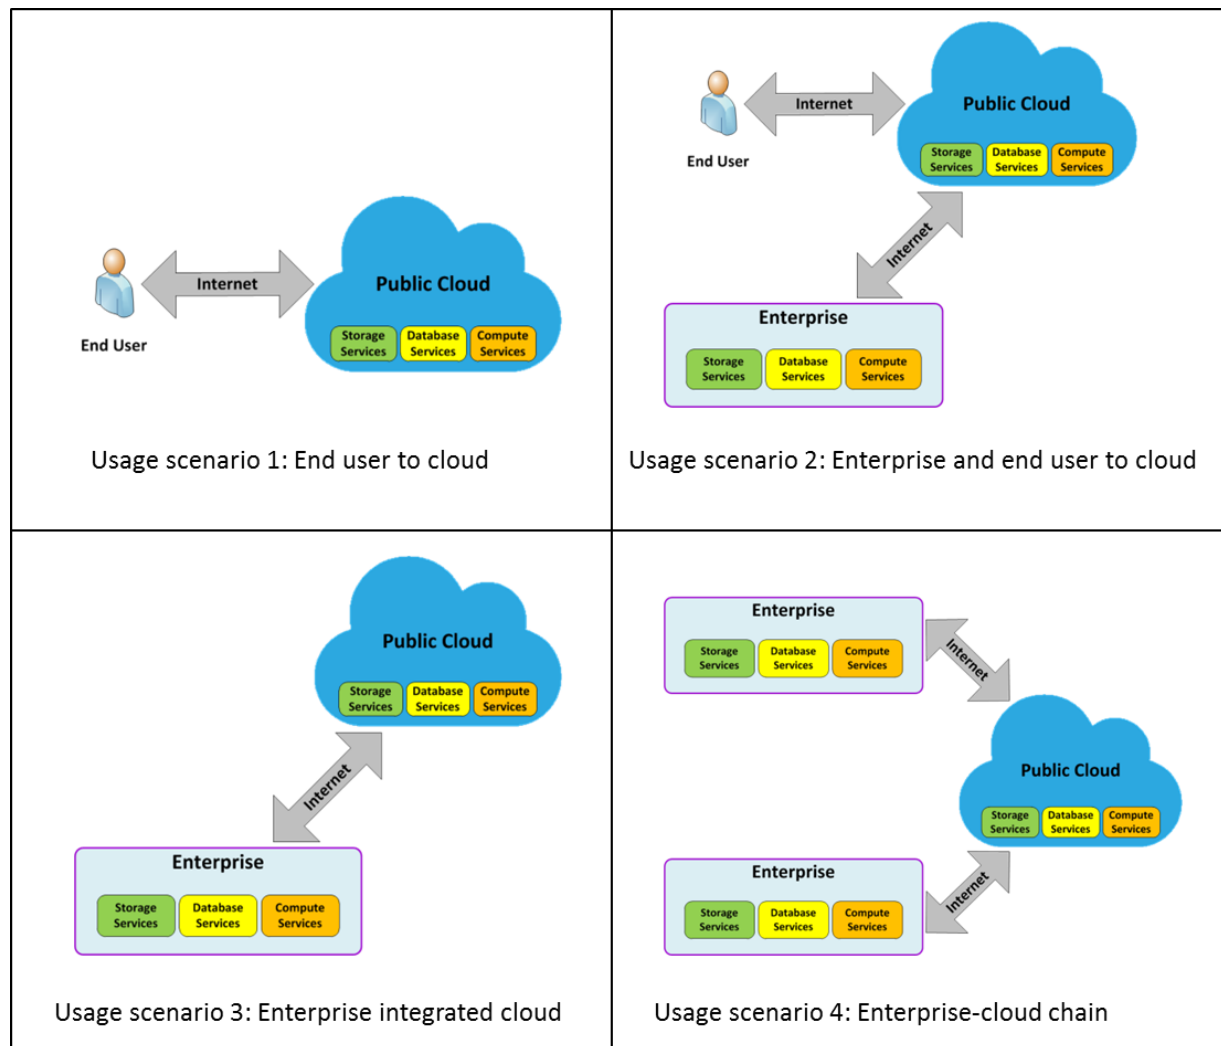 Internet
Public Cloud
End User
Storage
Services
Database
Services
Compute
Services
Usage scenario 1: End user to cloud
Internet
Public Cloud
End User
Storage
Services
Database
Services
Compute
Services
Internet
Enterprise
Storage
Services
Database
Services
Compute
Services
Usage scenario 2: Enterprise and end user to cloud
Public Cloud
Storage
Services
Database
Services
Compute
Services
Internet
Enterprise
Storage
Services
Database
Services
Compute
Services
Usage scenario 3: Enterprise integrated cloud
Enterprise
Storage
Services
Database
Services
Compute
Services
Internet
Public Cloud
Storage
Services
Database
Services
Compute
Services
Internet
Enterprise
Storage
Services
Database
Services
Compute
Services
Usage scenario 4: Enterprise-cloud chain